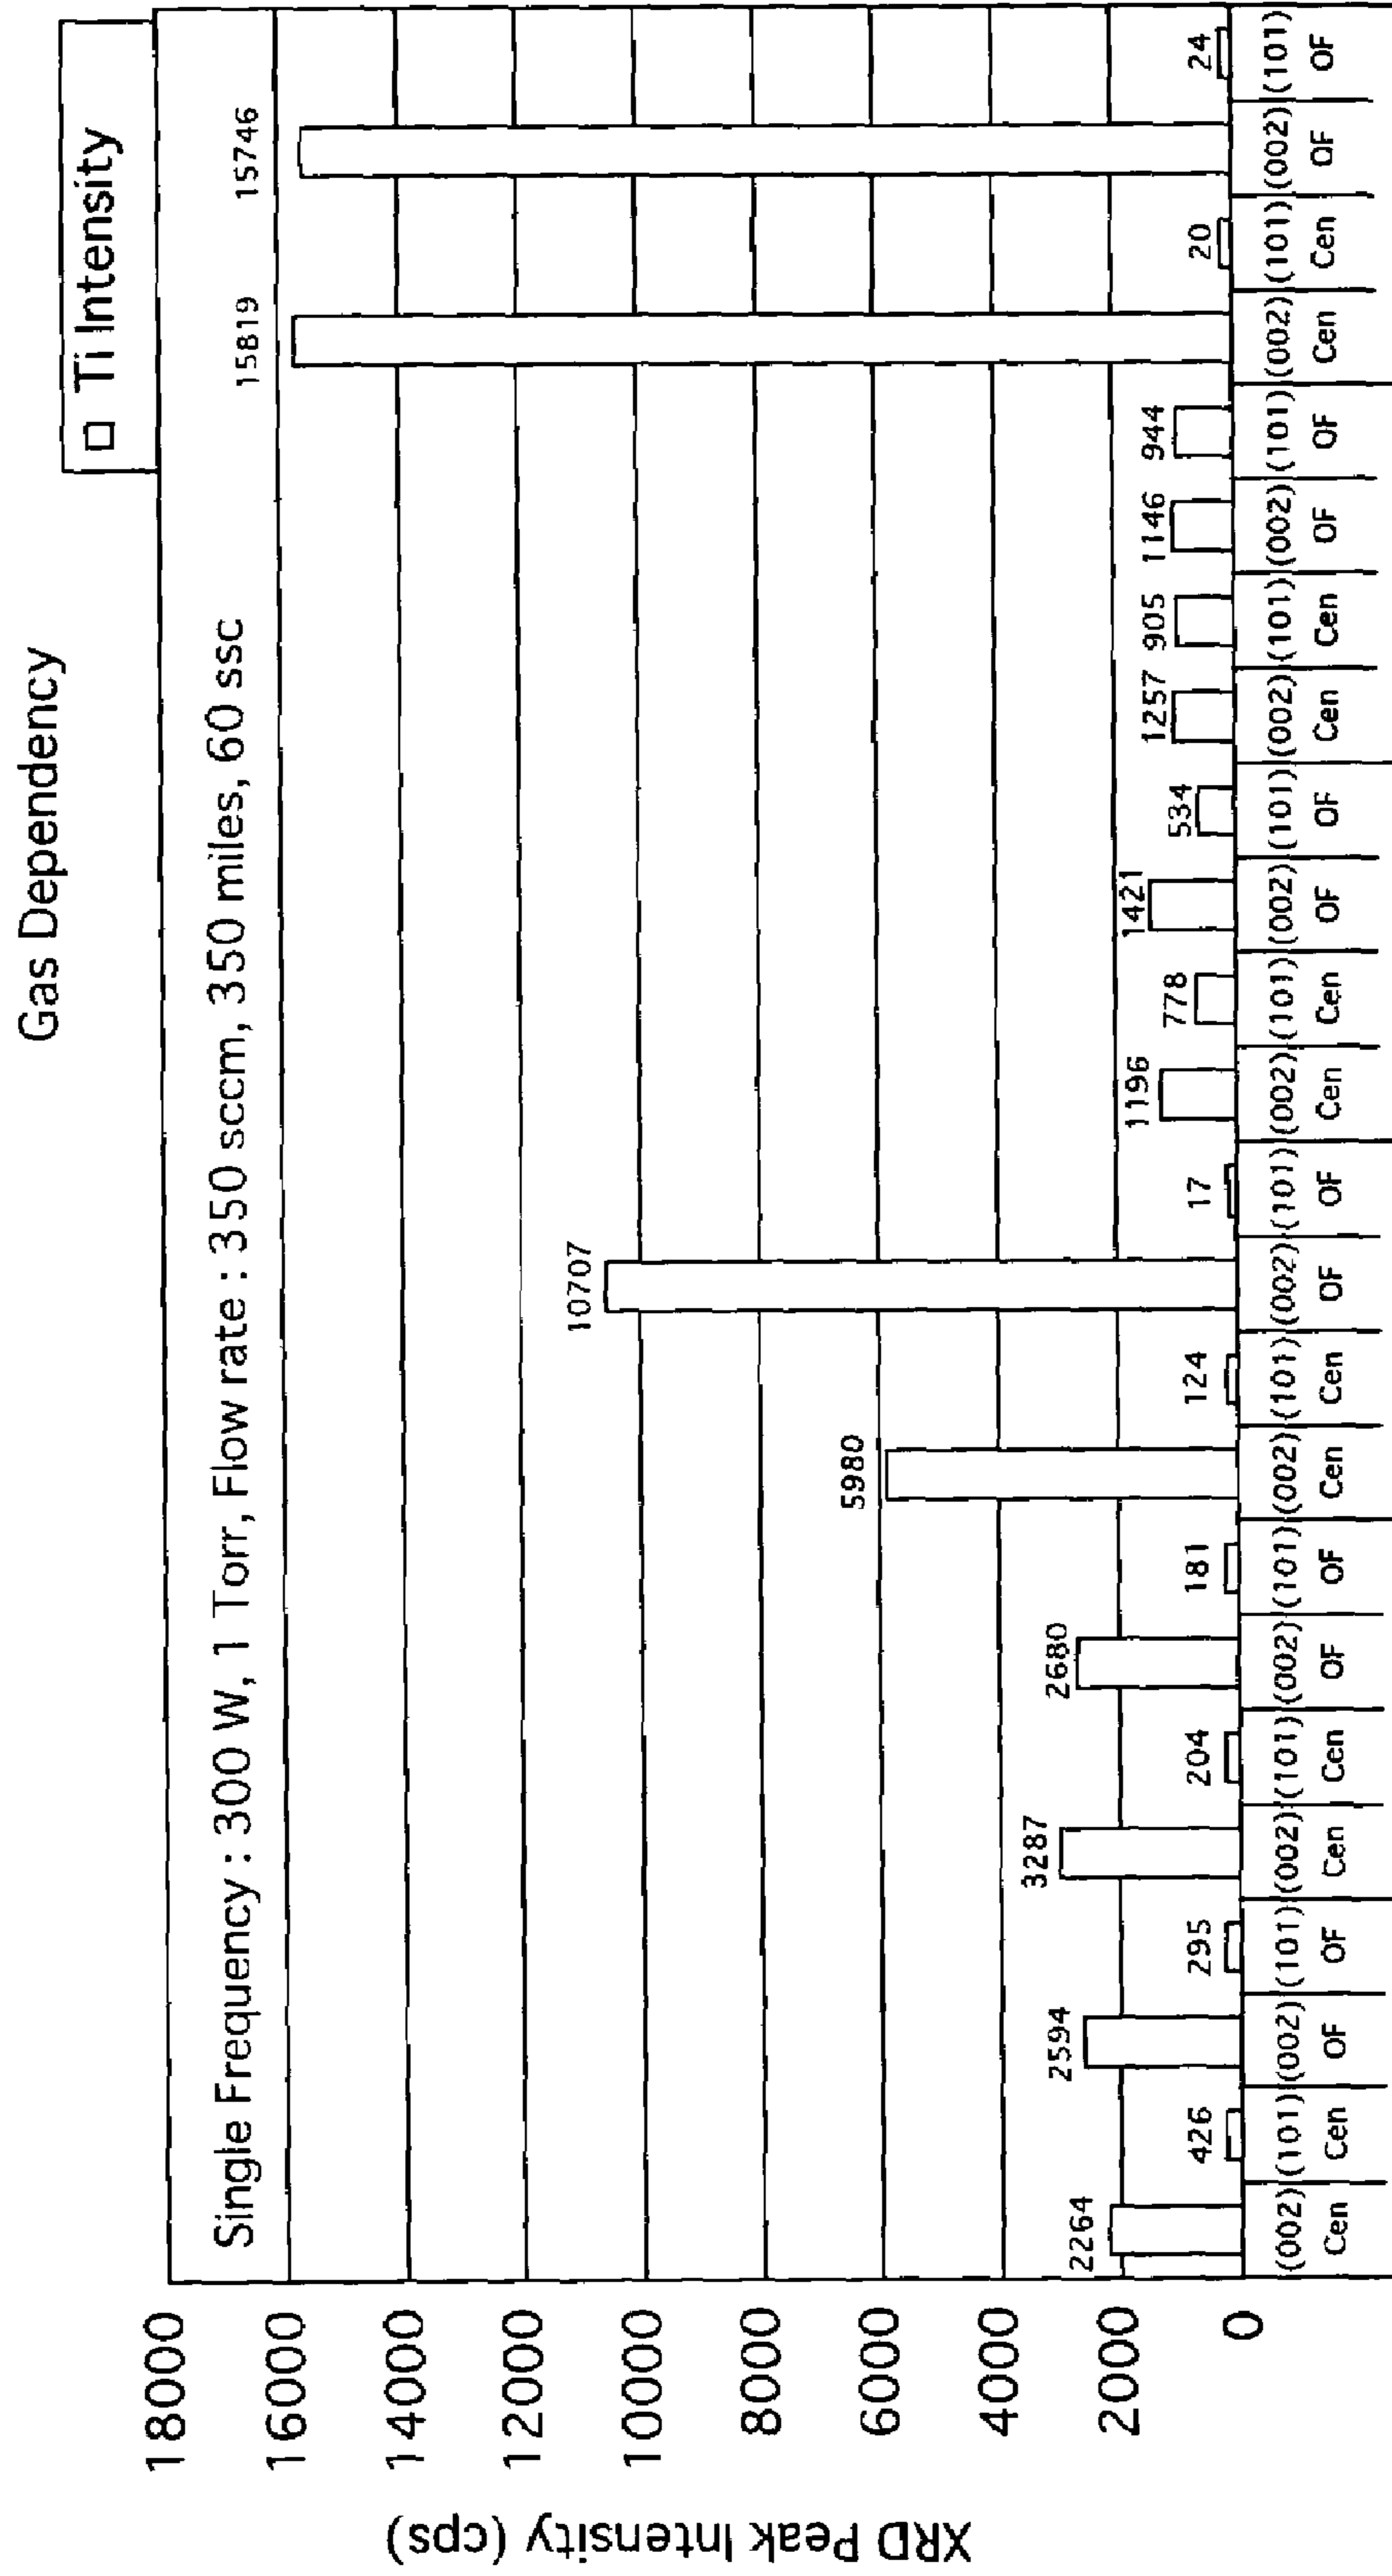 Gas Dependency
□ Ti Intensity
Single Frequency : 300 W, 1 Torr, Flow rate : 350 sccm, 350 miles, 60 ssc
XRD Peak Intensity (cps)
18000
16000
14000
12000
10000
8000
6000
4000
2000
0
2264 426 2594 295 3287 204 2680 181 5980 124 10707 17 1196 778 1421 534 1257 905 1146 944 15819 20 15746 24
(002) (101) (002) (101) (002) (101) (002) (101) (002) (101) (002) (101) (002) (101) (002) (101) (002) (101) (002) (101) (002) (101) (002) (101)
Cen Cen OF OF Cen Cen OF OF Cen Cen OF OF Cen Cen OF OF Cen Cen OF OF Cen Cen OF OF